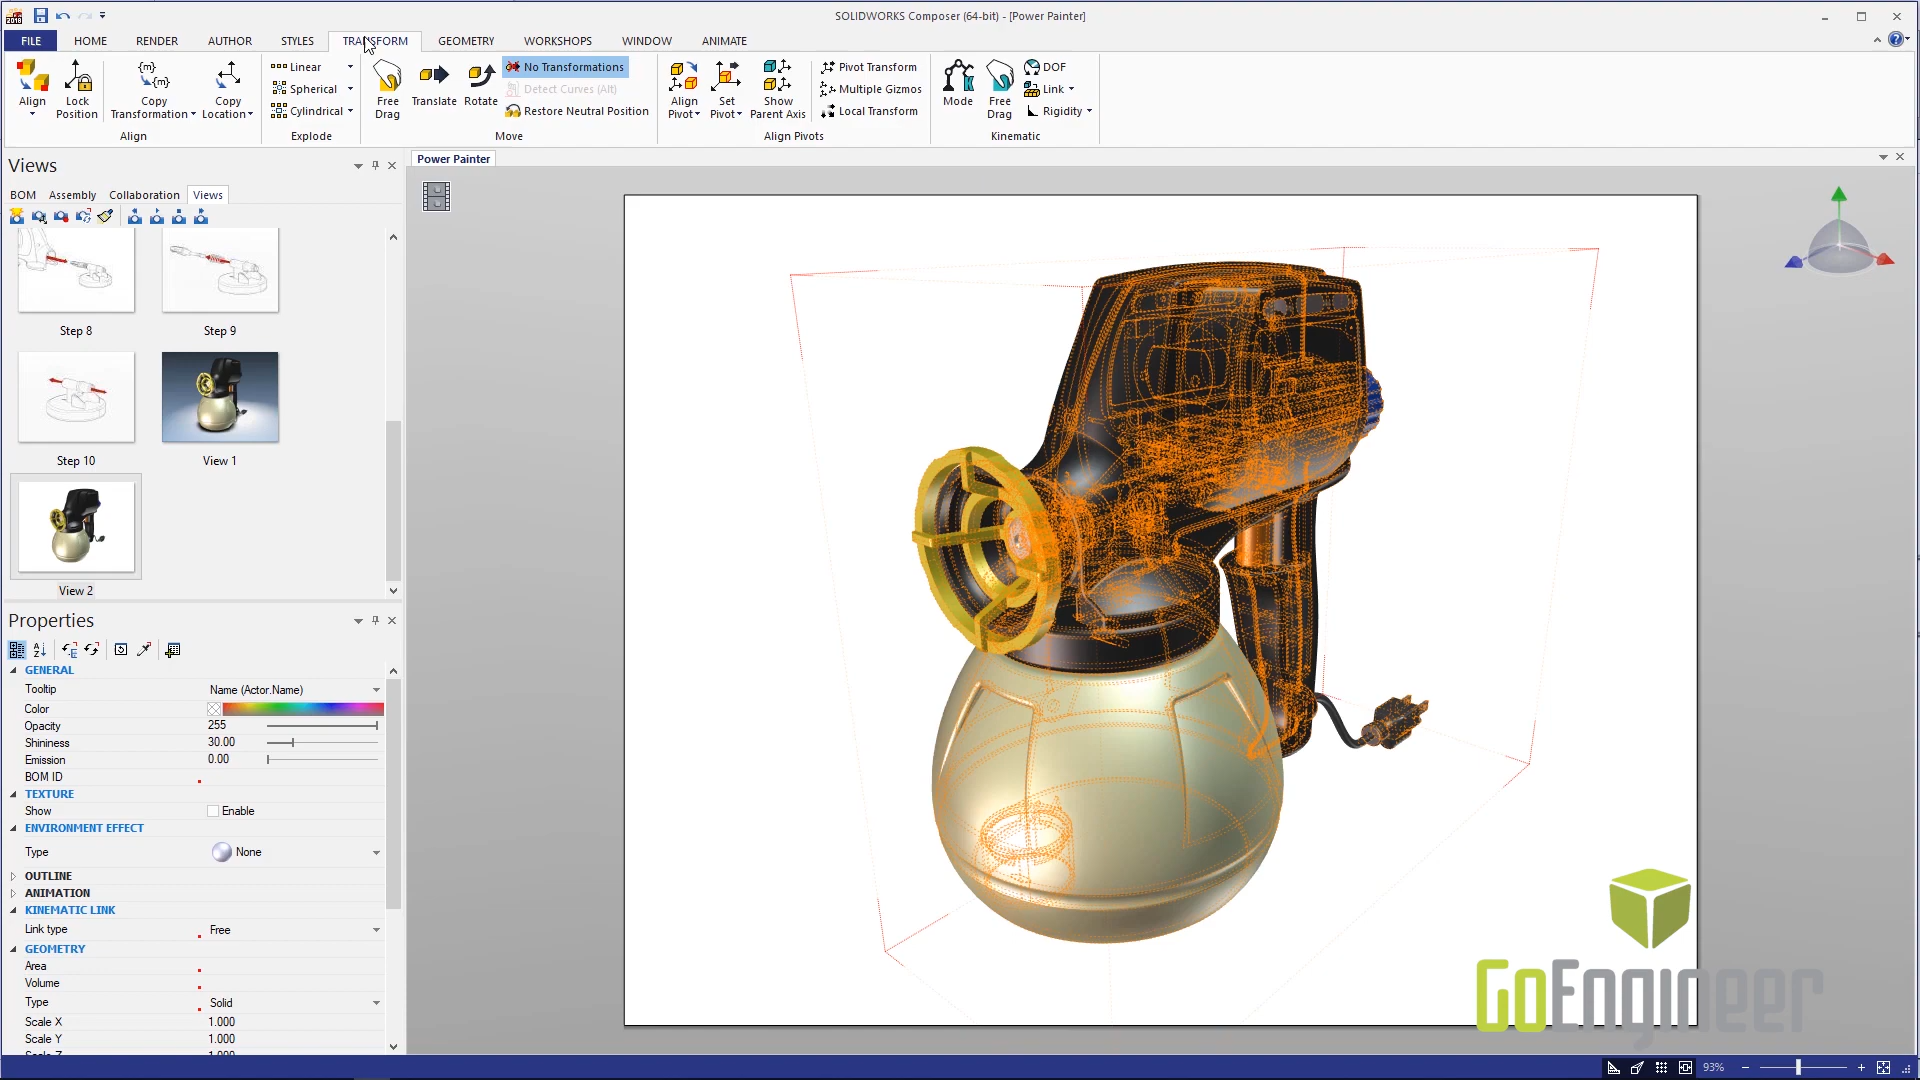 SOLIDWORKS Composer (64-bit) - [Power Painter]
FILE HOME RENDER AUTHOR STYLES TRANSFORM GEOMETRY WORKSHOPS WINDOW ANIMATE
Align
Lock Position
Copy Transformation
Copy Location
Align
Linear
Spherical
Cylindrical
Explode
Free Drag
Translate
Rotate
No Transformations
Detect Curves (Alt)
Restore Neutral Position
Move
Align Pivot
Set Pivot
Show Parent Axis
Pivot Transform
Multiple Gizmos
Local Transform
Align Pivots
Mode
Free Drag
DOF
Link
Rigidity
Kinematic
Views
BOM Assembly Collaboration Views
Step 8 Step 9
Step 10 View 1
View 2
Power Painter
Properties
GENERAL
Tooltip Name (Actor.Name)
Color
Opacity 255
Shininess 30.00
Emission 0.00
BOM ID
TEXTURE
Show Enable
ENVIRONMENT EFFECT
Type None
OUTLINE
ANIMATION
KINEMATIC LINK
Link type Free
GEOMETRY
Area
Volume
Type Solid
Scale X 1.000
Scale Y 1.000
GoEngineer
93%